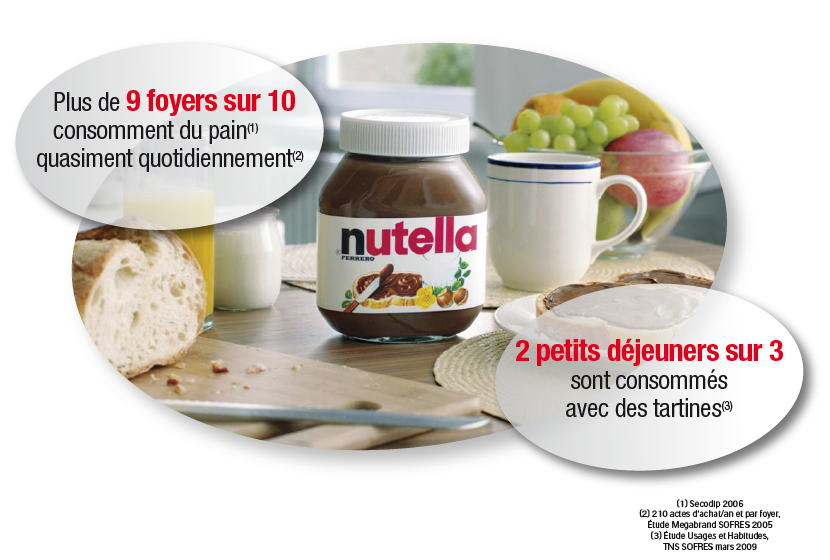 Plus de 9 foyers sur 10
consomment du pain(1)
quasiment quotidiennement(2)
nutella
® FERRERO
2 petits déjeuners sur 3
sont consommés
avec des tartines(3)
(1) Secodip 2006
(2) 210 actes d'achat/an et par foyer,
Étude Megabrand SOFRES 2005
(3) Étude Usages et Habitudes,
TNS SOFRES mars 2009